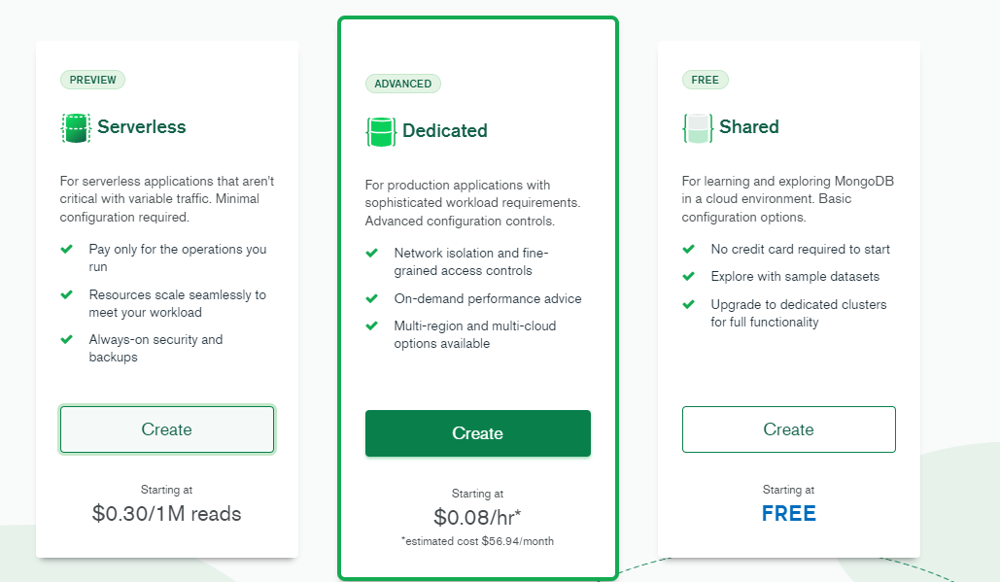 PREVIEW
Serverless
For serverless applications that aren't
critical with variable traffic. Minimal
configuration required.
Pay only for the operations you
run
Resources scale seamlessly to
meet your workload
Always-on security and
backups
Create
Starting at
$0.30/1M reads
ADVANCED
Dedicated
For production applications with
sophisticated workload requirements.
Advanced configuration controls.
Network isolation and fine-
grained access controls
On-demand performance advice
Multi-region and multi-cloud
options available
Create
Starting at
$0.08/hr*
*estimated cost $56.94/month
FREE
Shared
For learning and exploring MongoDB
in a cloud environment. Basic
configuration options.
No credit card required to start
Explore with sample datasets
Upgrade to dedicated clusters
for full functionality
Create
Starting at
FREE